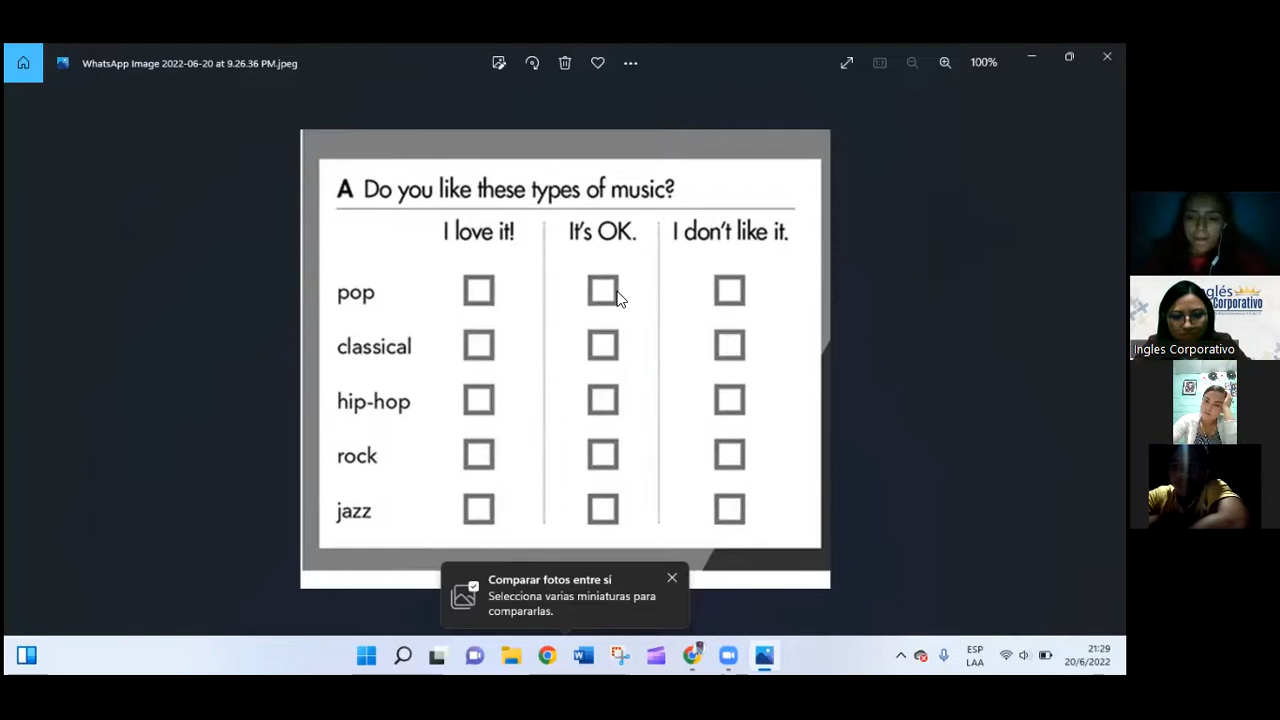 WhatsApp Image 2022-06-20 at 9.26.36 PM.jpeg
100%
A Do you like these types of music?
I love it! It's OK. I don't like it.
pop
classical
hip-hop
rock
jazz
Comparar fotos entre sí
Selecciona varias miniaturas para
compararlas.
Inglés
Corporativo
Ingles Corporativo
ESP
LAA
21:29
20/6/2022